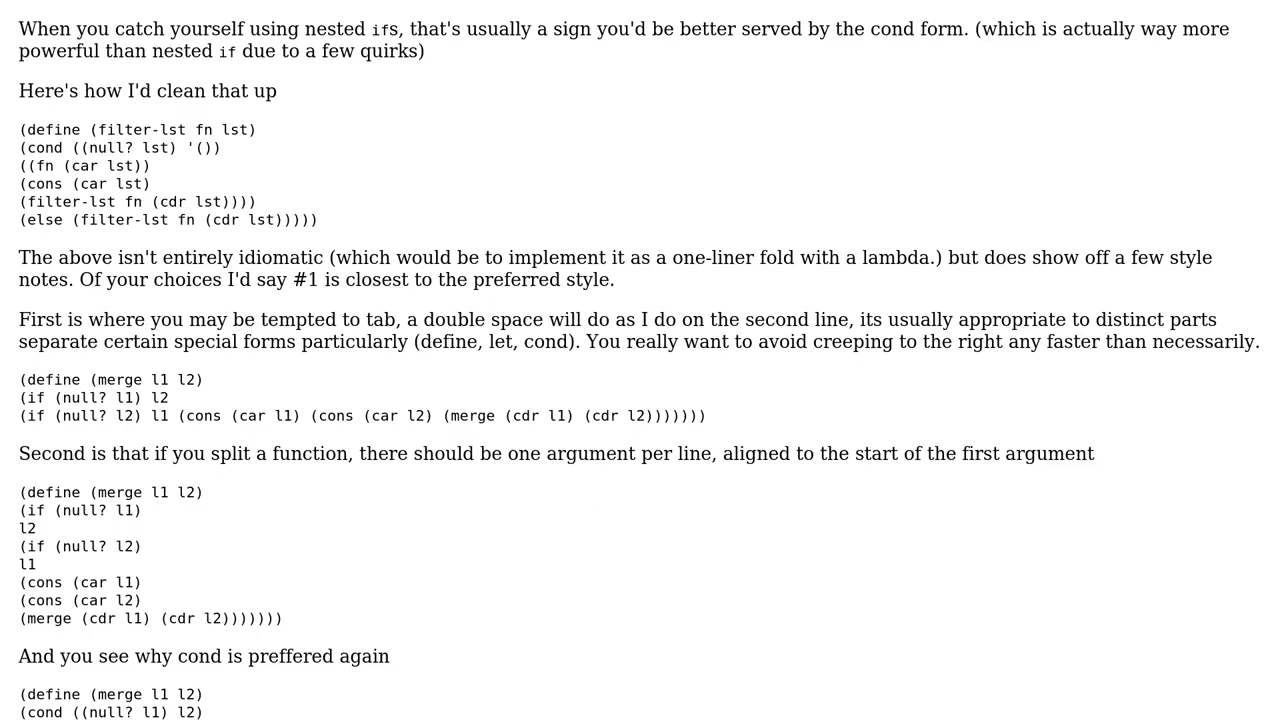 When you catch yourself using nested ifs, that's usually a sign you'd be better served by the cond form. (which is actually way more
powerful than nested if due to a few quirks)
Here's how I'd clean that up
(define (filter-lst fn lst)
(cond ((null? lst) '())
((fn (car lst))
(cons (car lst)
(filter-lst fn (cdr lst))))
(else (filter-lst fn (cdr lst)))))
The above isn't entirely idiomatic (which would be to implement it as a one-liner fold with a lambda.) but does show off a few style
notes. Of your choices I'd say #1 is closest to the preferred style.
First is where you may be tempted to tab, a double space will do as I do on the second line, its usually appropriate to distinct parts
separate certain special forms particularly (define, let, cond). You really want to avoid creeping to the right any faster than necessarily.
(define (merge l1 l2)
(if (null? l1) l2
(if (null? l2) l1 (cons (car l1) (cons (car l2) (merge (cdr l1) (cdr l2)))))))
Second is that if you split a function, there should be one argument per line, aligned to the start of the first argument
(define (merge l1 l2)
(if (null? l1)
l2
(if (null? l2)
l1
(cons (car l1)
(cons (car l2)
(merge (cdr l1) (cdr l2)))))))
And you see why cond is preffered again
(define (merge l1 l2)
(cond ((null? l1) l2)